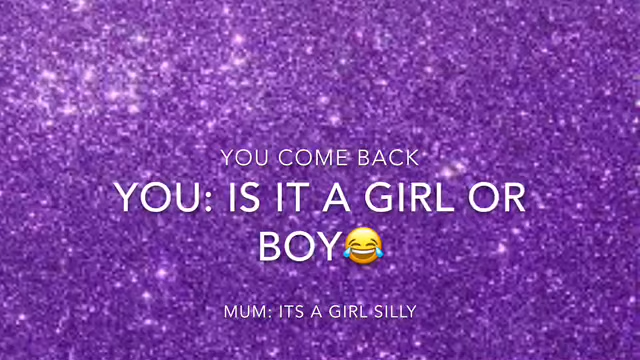 YOU COME BACK
YOU: IS IT A GIRL OR
BOY😂
MUM: ITS A GIRL SILLY